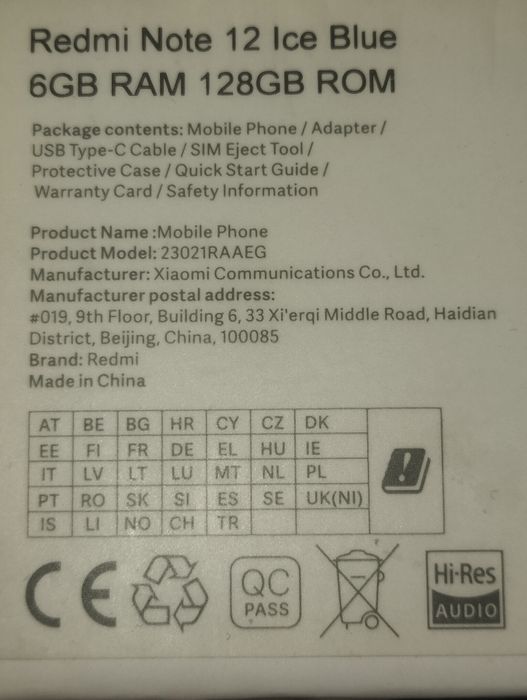 Redmi Note 12 Ice Blue
6GB RAM 128GB ROM
Package contents: Mobile Phone / Adapter /
USB Type-C Cable / SIM Eject Tool /
Protective Case / Quick Start Guide /
Warranty Card / Safety Information
Product Name :Mobile Phone
Product Model: 23021RAAEG
Manufacturer: Xiaomi Communications Co., Ltd.
Manufacturer postal address:
#019, 9th Floor, Building 6, 33 Xi'erqi Middle Road, Haidian
District, Beijing, China, 100085
Brand: Redmi
Made in China
AT BE BG HR CY CZ DK
EE FI FR DE EL HU IE
IT LV LT LU MT NL PL
PT RO SK SI ES SE UK(NI)
IS LI NO CH TR
!
CE
QC
PASS
Hi-Res
AUDIO